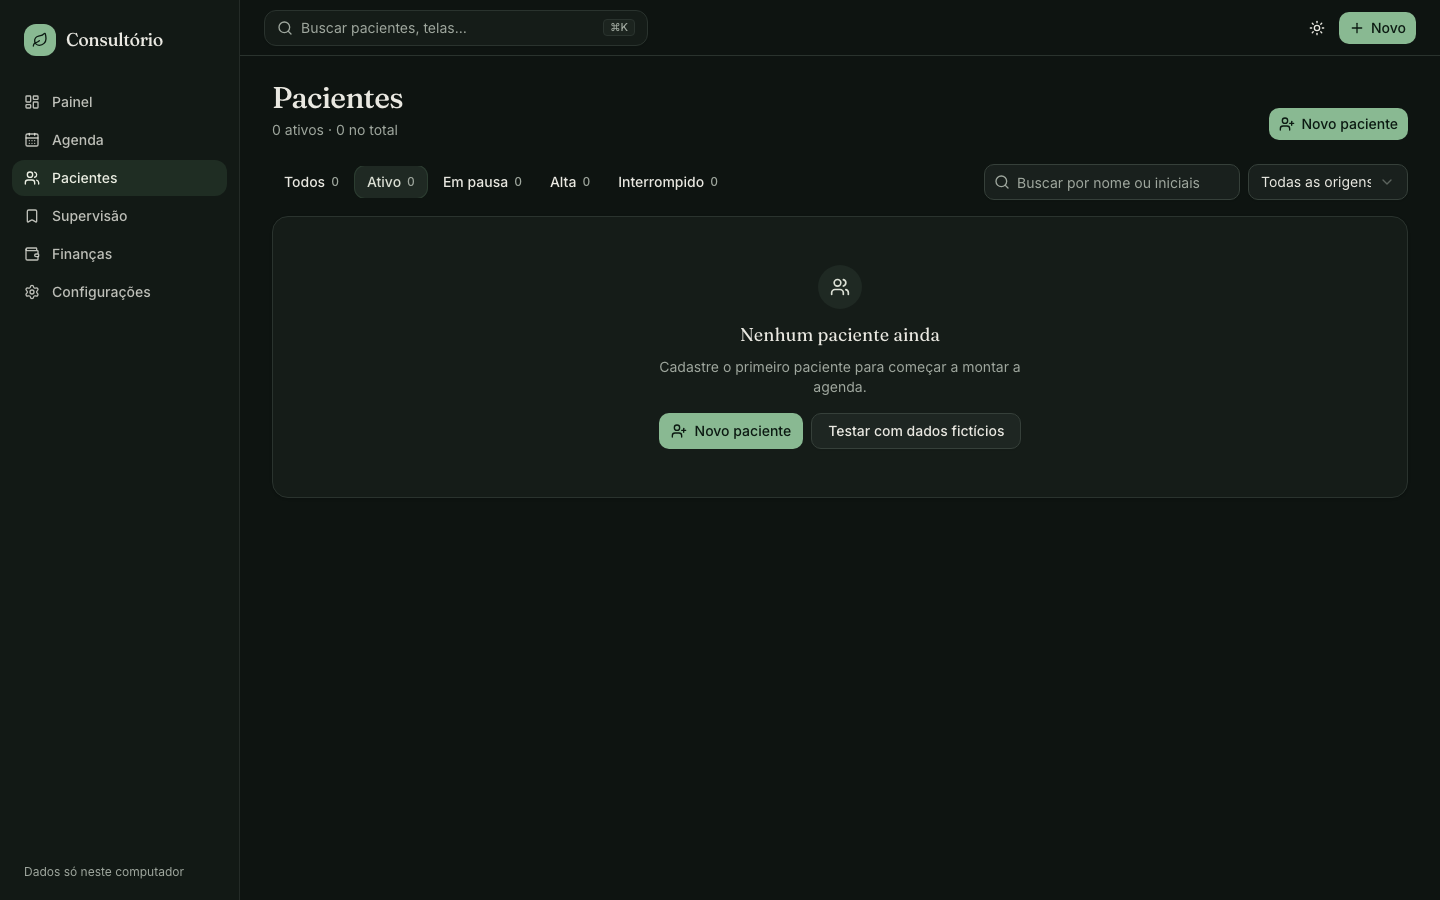 Consultório
Buscar pacientes, telas...
⌘K
Novo
Painel
Agenda
Pacientes
Supervisão
Finanças
Configurações
Pacientes
0 ativos · 0 no total
Novo paciente
Todos 0
Ativo 0
Em pausa 0
Alta 0
Interrompido 0
Buscar por nome ou iniciais
Todas as origens
Nenhum paciente ainda
Cadastre o primeiro paciente para começar a montar a
agenda.
Novo paciente
Testar com dados fictícios
Dados só neste computador